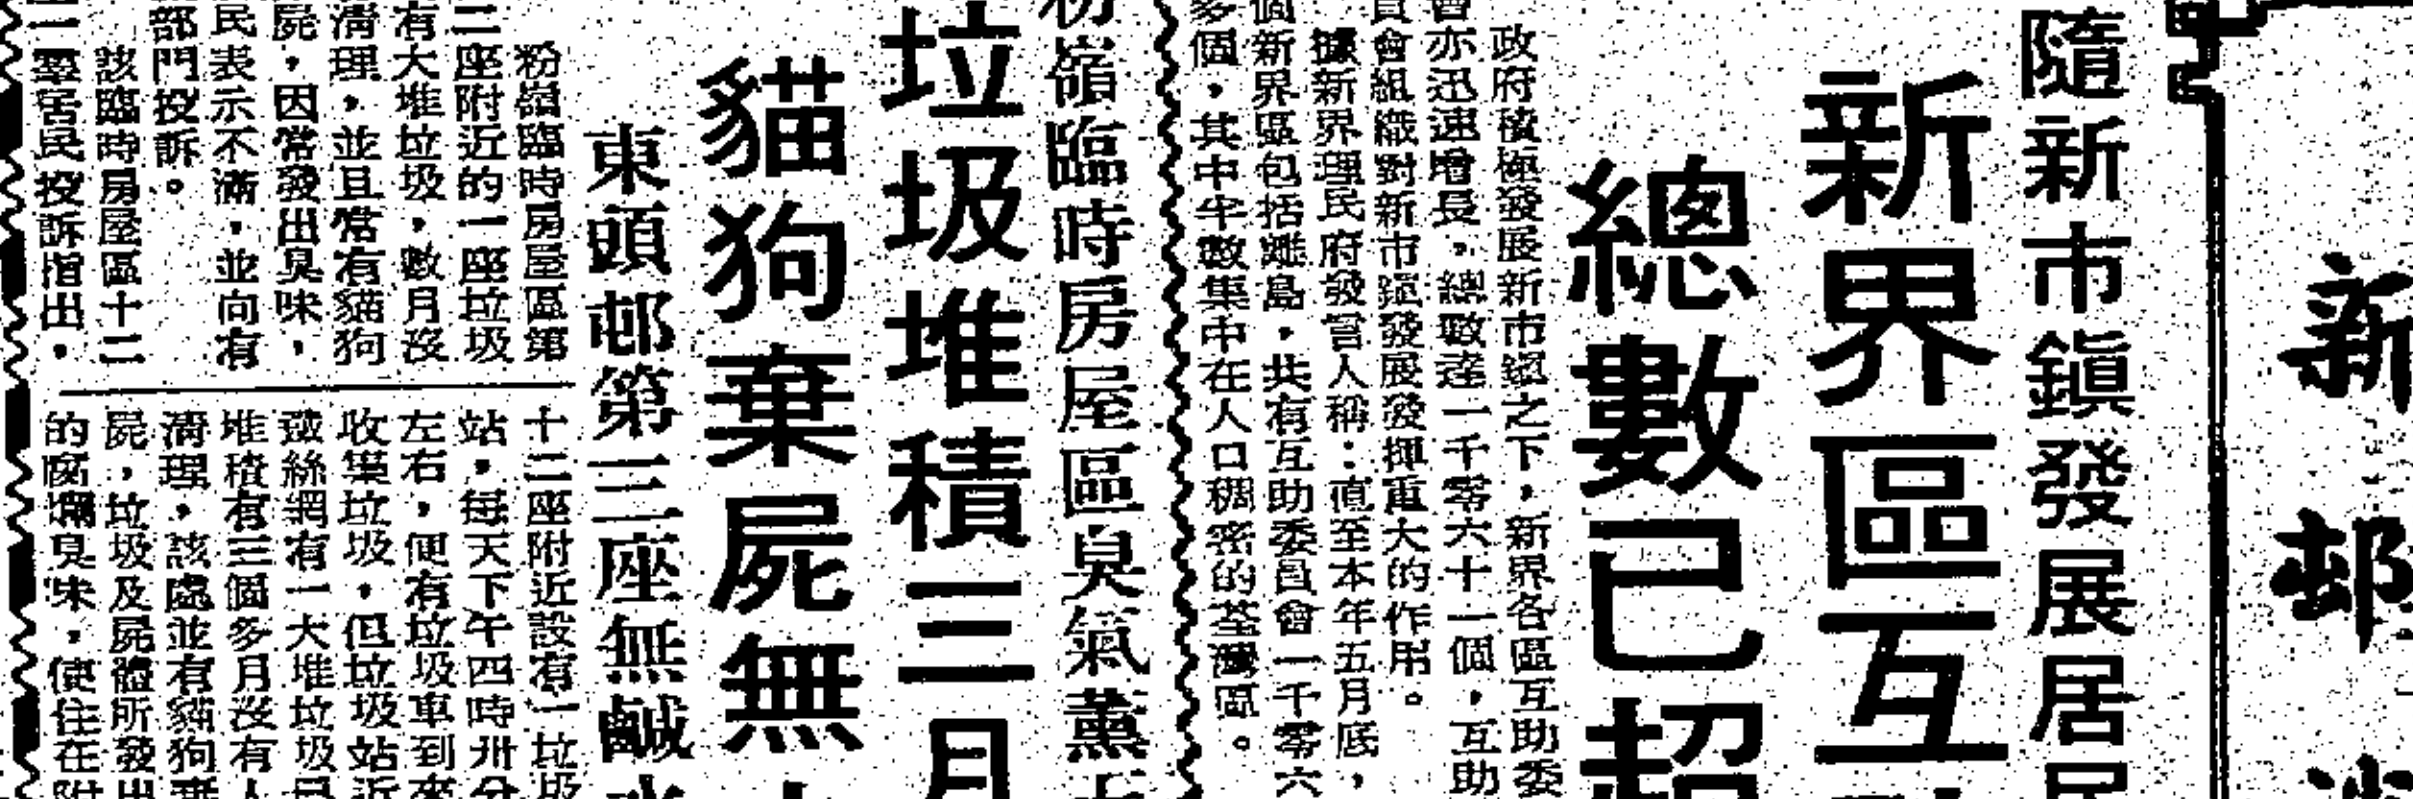 新邨
隨新市鎮發展居
新界區互
總數已超
政府積極發展新市鎮之下，新界各區互助委
會亦迅速增長，總數達一千零六十一個，互助
員會組織對新市鎮發展發揮重大的作用。
據新界理民府發言人稱：直至本年五月底，
個新界區包括離島，共有互助委員會一千零六
多個，其中半數集中在人口稠密的荃灣區。
粉嶺臨時房屋區臭氣薰
垃圾堆積三月
貓狗棄屍無
東頭邨第三座無鹹
粉嶺臨時房屋區第
二座附近的一座垃圾
有大堆垃圾，數月沒
清理，並且常有貓狗
屍，因常發出臭味，
民表示不滿，並向有
部門投訴。
該臨時房屋區十二
一羣居民投訴指出，
十二座附近設有一垃圾
站，每天下午四時卅分
左右，便有垃圾車到來
收集垃圾，但垃圾站近
鐵絲網有一大堆垃圾已
堆積有三個多月沒有人
清理，該處並有貓狗棄
屍，垃圾及屍體所發出
的腐爛臭味，使住在附